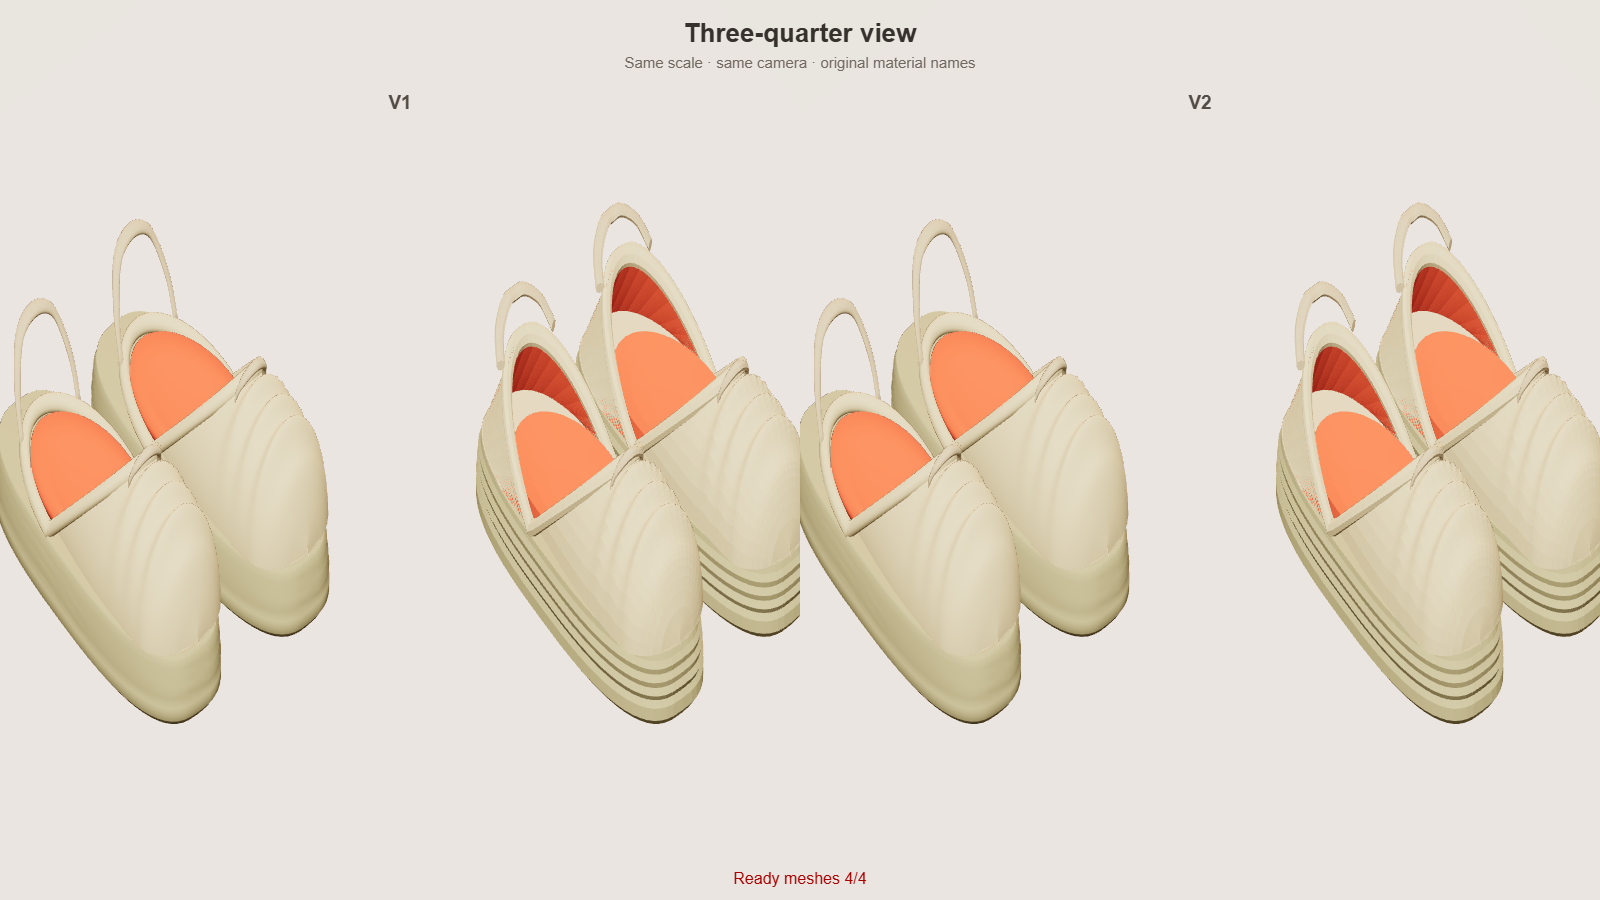 Three-quarter view
Same scale · same camera · original material names
V1
V2
Ready meshes 4/4